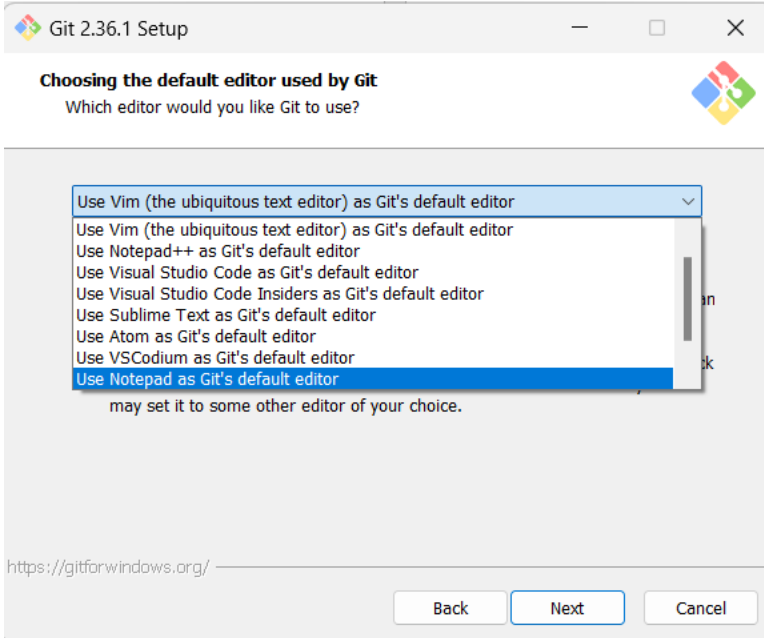 Git 2.36.1 Setup
Choosing the default editor used by Git
Which editor would you like Git to use?
Use Vim (the ubiquitous text editor) as Git's default editor
Use Vim (the ubiquitous text editor) as Git's default editor
Use Notepad++ as Git's default editor
Use Visual Studio Code as Git's default editor
Use Visual Studio Code Insiders as Git's default editor
Use Sublime Text as Git's default editor
Use Atom as Git's default editor
Use VSCodium as Git's default editor
Use Notepad as Git's default editor
may set it to some other editor of your choice.
https://gitforwindows.org/
Back Next Cancel